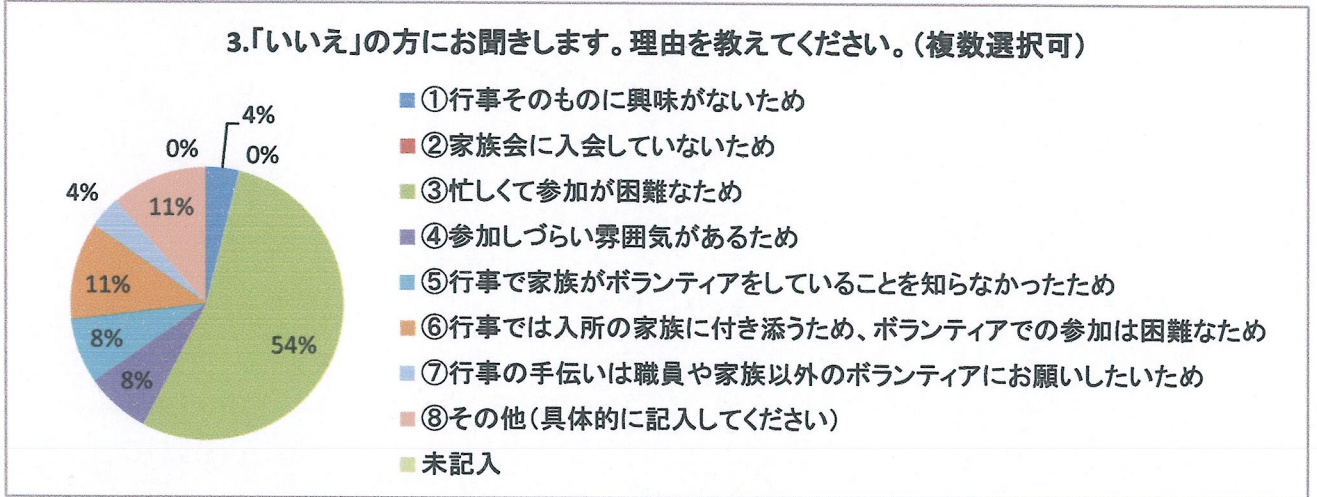 3.「いいえ」の方にお聞きします。理由を教えてください。(複数選択可)
①行事そのものに興味がないため
②家族会に入会していないため
③忙しくて参加が困難なため
④参加しづらい雰囲気があるため
⑤行事で家族がボランティアをしていることを知らなかったため
⑥行事では入所の家族に付き添うため、ボランティアでの参加は困難なため
⑦行事の手伝いは職員や家族以外のボランティアにお願いしたいため
⑧その他(具体的に記入してください)
未記入
4%
0%
0%
4%
11%
11%
8%
8%
54%